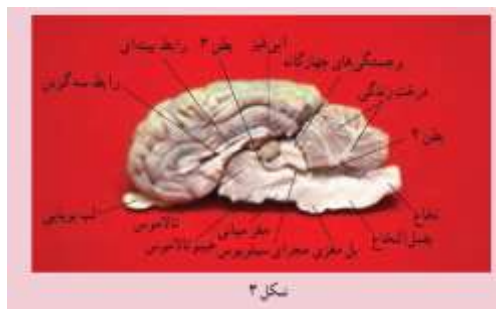 رابط پینه‌ای
بطن ۳
اپی‌فیز
برجستگی‌های چهارگانه
رابط سه‌گوش
درخت زندگی
بطن ۴
لب بویایی
تالاموس
هیپوتالاموس
مغز میانی
مجرای سیلویوس
پل مغزی
بصل النخاع
نخاع
شکل ۳